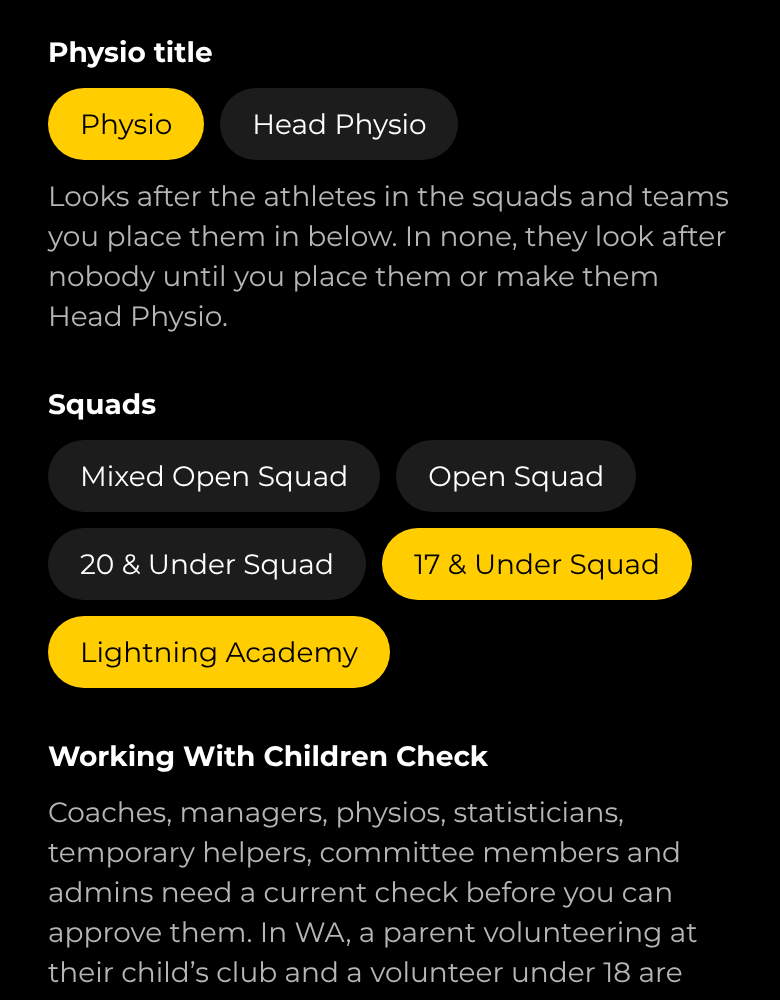 Physio title
Physio
Head Physio
Looks after the athletes in the squads and teams
you place them in below. In none, they look after
nobody until you place them or make them
Head Physio.
Squads
Mixed Open Squad
Open Squad
20 & Under Squad
17 & Under Squad
Lightning Academy
Working With Children Check
Coaches, managers, physios, statisticians,
temporary helpers, committee members and
admins need a current check before you can
approve them. In WA, a parent volunteering at
their child’s club and a volunteer under 18 are